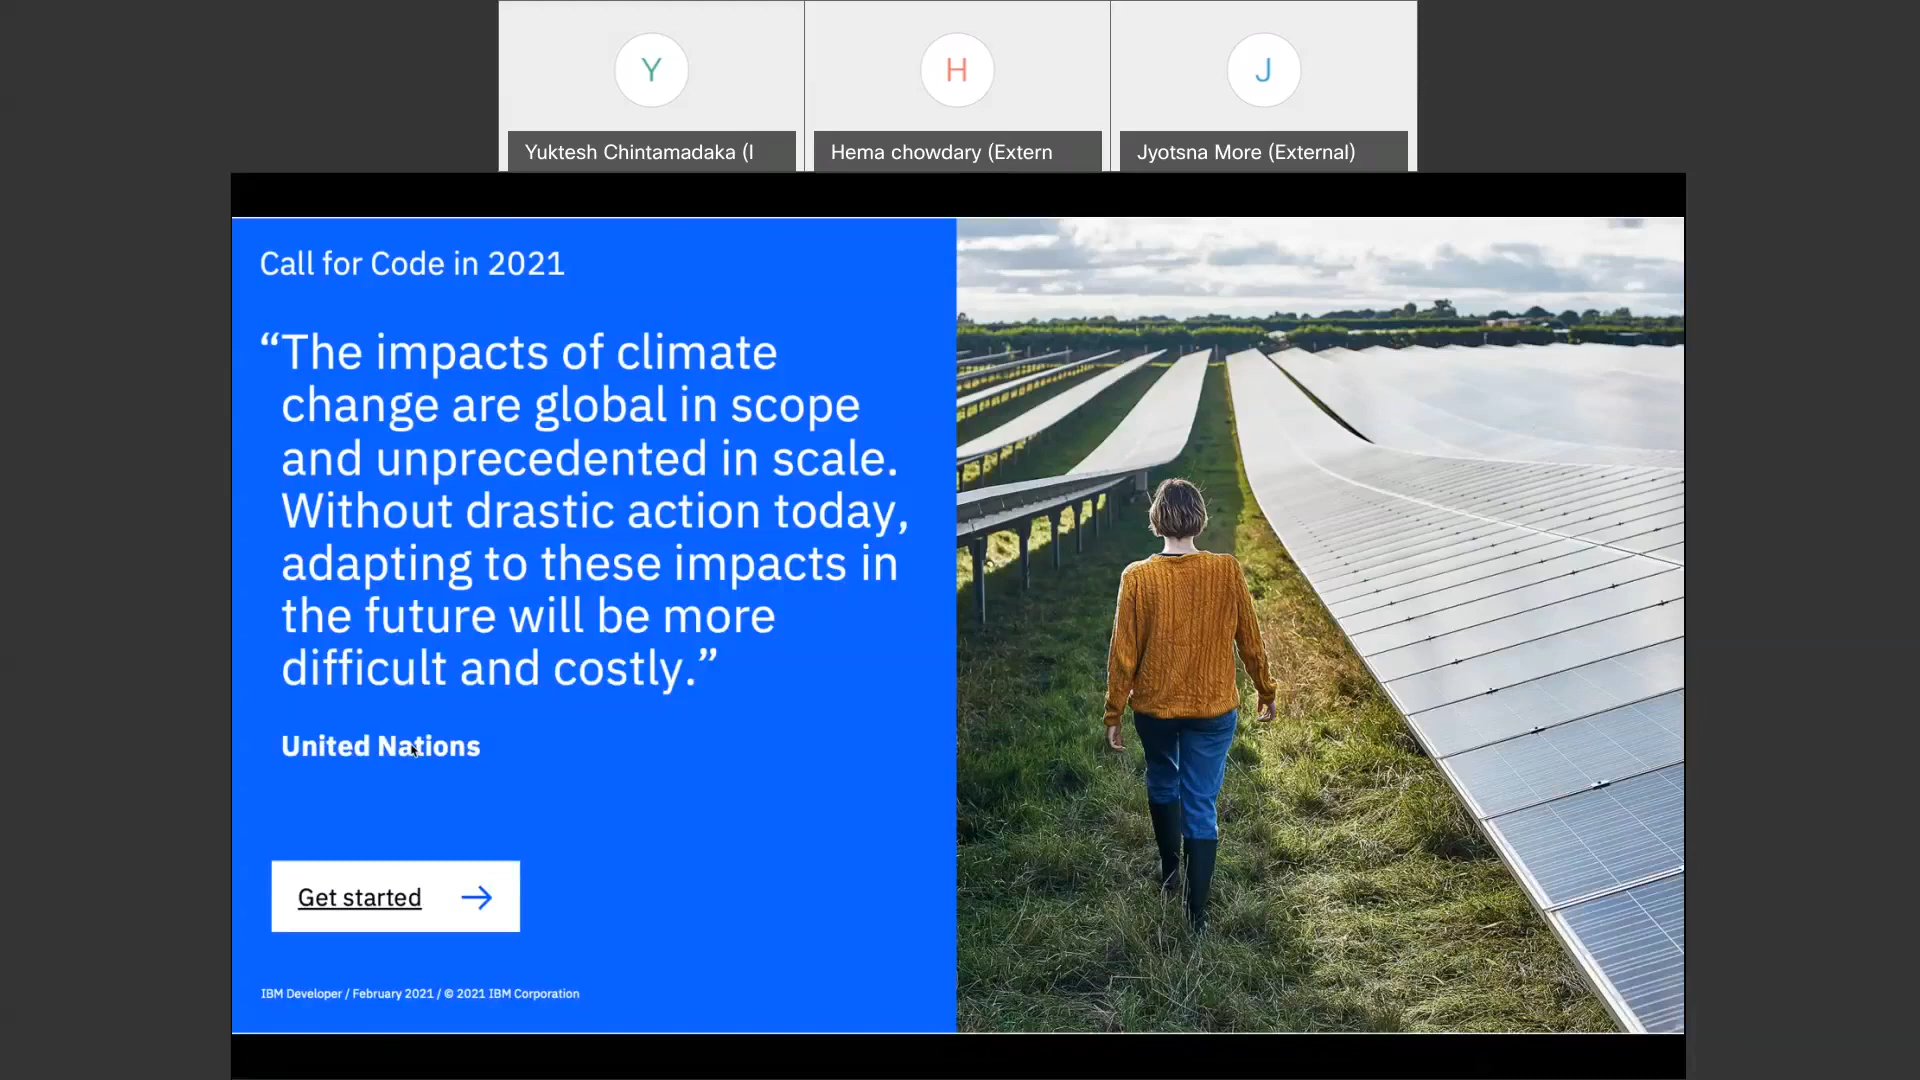 Y
H
J
Yuktesh Chintamadaka (I
Hema chowdary (Extern
Jyotsna More (External)
Call for Code in 2021
“The impacts of climate
change are global in scope
and unprecedented in scale.
Without drastic action today,
adapting to these impacts in
the future will be more
difficult and costly.”
United Nations
Get started
IBM Developer / February 2021 / © 2021 IBM Corporation